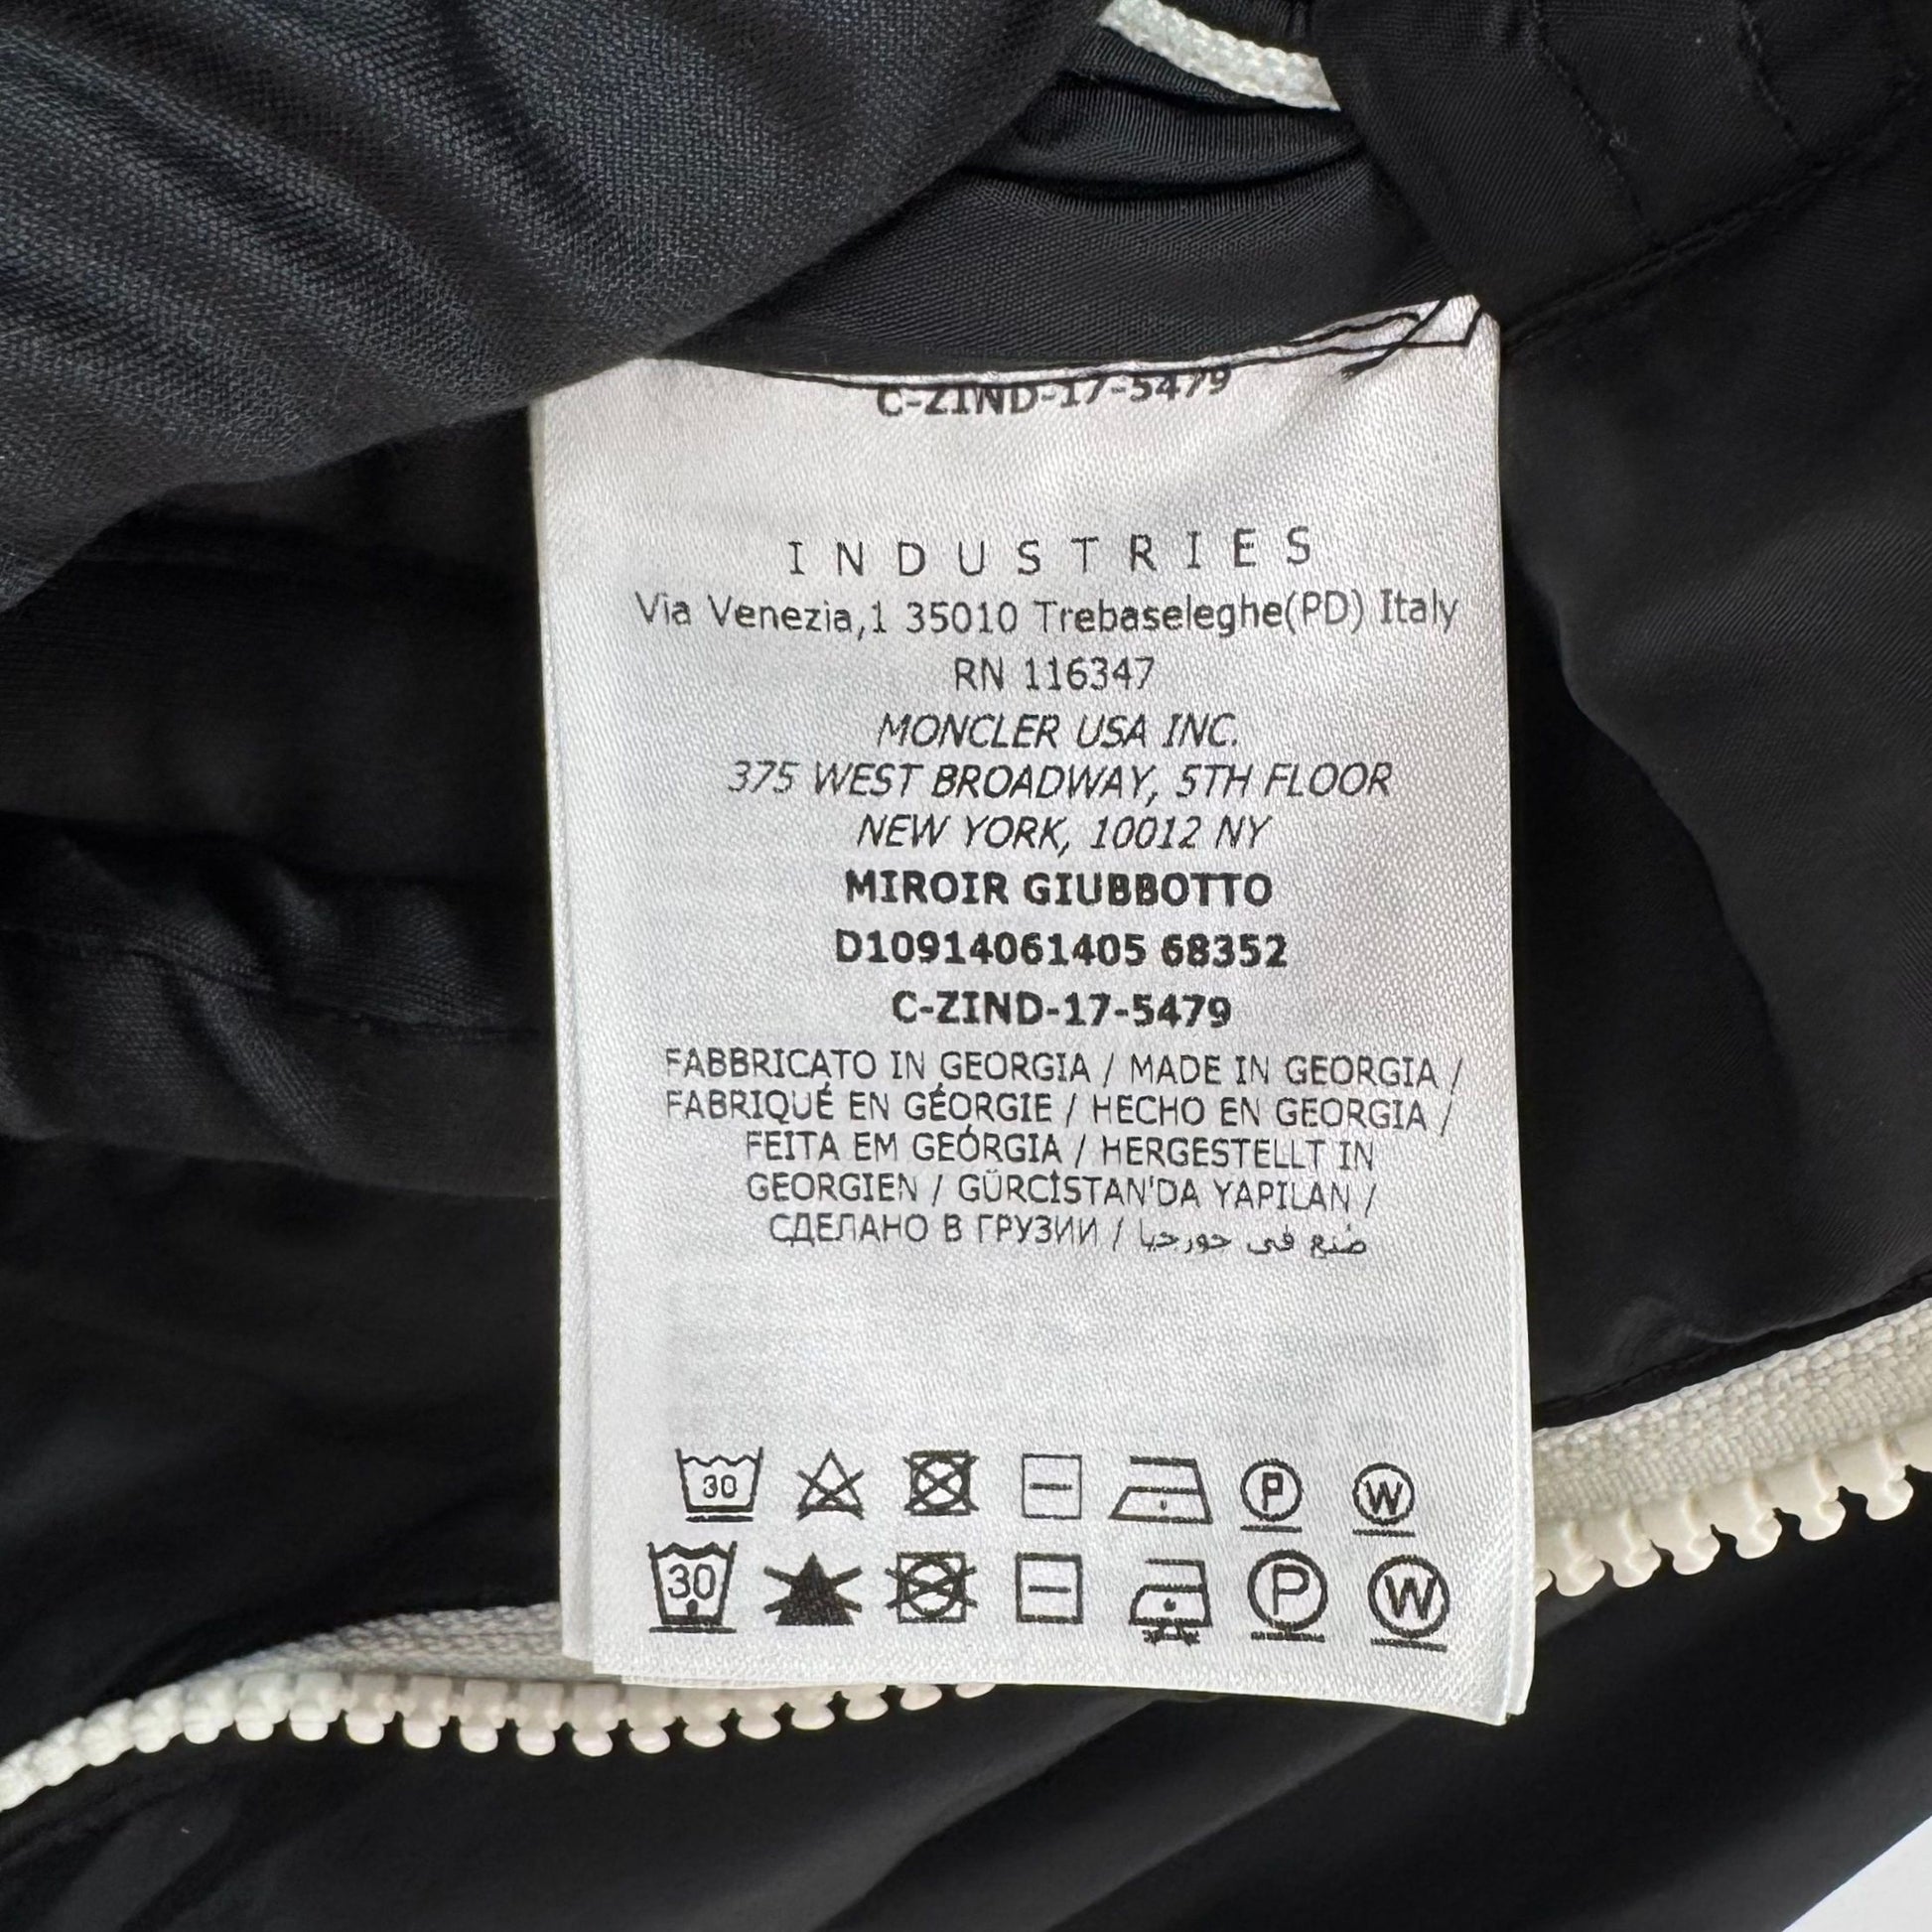 C-ZIND-17-5479
INDUSTRIES
Via Venezia,1 35010 Trebaseleghe(PD) Italy
RN 116347
MONCLER USA INC.
375 WEST BROADWAY, 5TH FLOOR
NEW YORK, 10012 NY
MIROIR GIUBBOTTO
D10914061405 68352
C-ZIND-17-5479
FABBRICATO IN GEORGIA / MADE IN GEORGIA /
FABRIQUÉ EN GÉORGIE / HECHO EN GEORGIA /
FEITA EM GEÓRGIA / HERGESTELLT IN
GEORGIEN / GÜRCİSTAN'DA YAPILAN /
СДЕЛАНО В ГРУЗИИ / صُنع في جورجيا
30 P W
30 P W